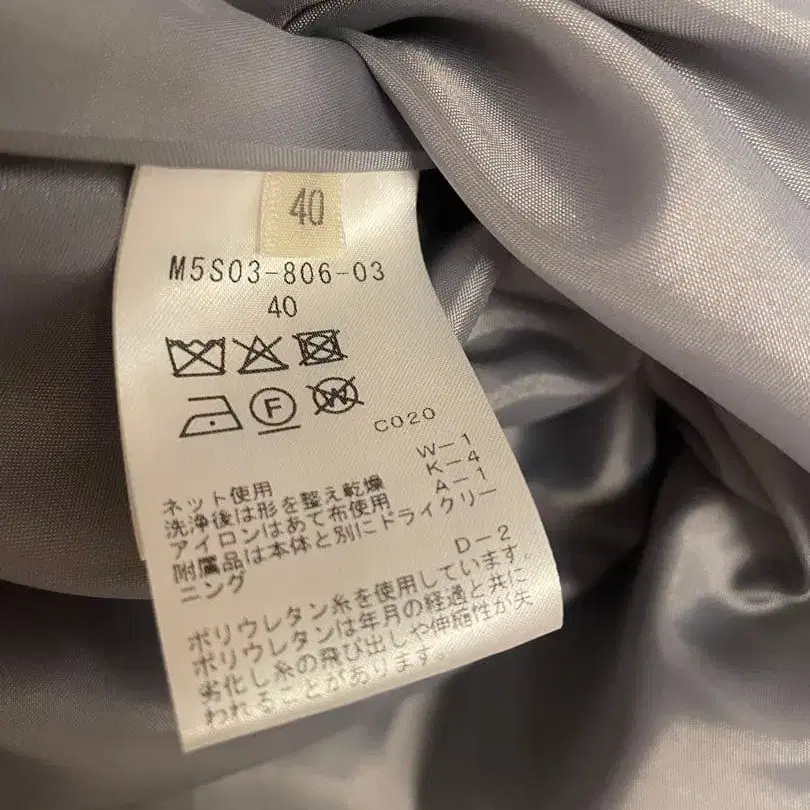 40
M5S03-806-03
40
F
W
C020
W-1
ネット使用 K-4
洗浄後は形を整え乾燥 A-1
アイロンはあて布使用
附属品は本体と別にドライクリー
ニング D-2
ポリウレタン糸を使用しています。
ポリウレタンは年月の経過と共に
劣化し糸の飛び出しや伸縮性が失
われることがあります。